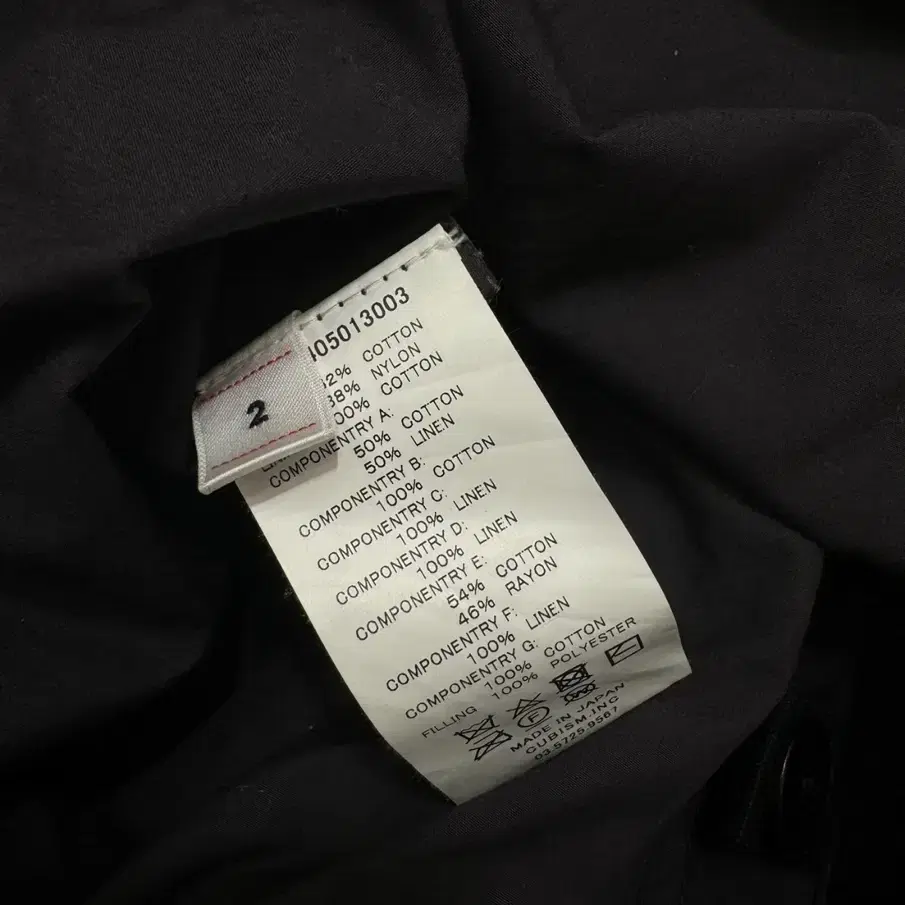 2
405013003
62% COTTON
38% NYLON
100% COTTON
COMPONENTRY A:
50% COTTON
50% LINEN
COMPONENTRY B:
100% COTTON
COMPONENTRY C:
100% LINEN
COMPONENTRY D:
100% LINEN
COMPONENTRY E:
54% COTTON
46% RAYON
COMPONENTRY F:
100% LINEN
COMPONENTRY G:
100% COTTON
FILLING 100% POLYESTER
P
W
MADE IN JAPAN
CUBISM.INC
03.5725.9567